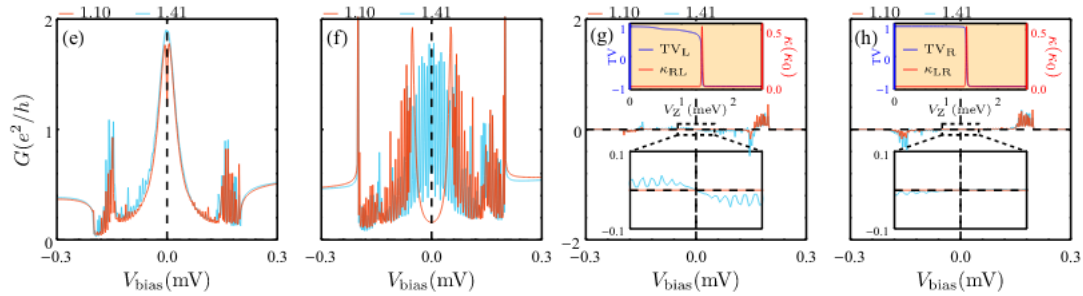 1.10 1.41 1.10 1.41 1.10 1.41 1.10 1.41
2 (e) (f) 2 (g) (h)
1 TV_L κ_RL 0.5 κ(κ₀) 1 TV_R κ_LR 0.5 κ(κ₀)
TV TV
-1 0.0 -1 0.0
0 2 0 2
V_Z (meV) V_Z (meV)
G(e²/h) 1 0
0.1 0.1
-0.1 -0.1
0 -2
-0.3 0.0 0.3 -0.3 0.0 0.3 -0.3 0.0 0.3 -0.3 0.0 0.3
V_bias(mV) V_bias(mV) V_bias(mV) V_bias(mV)